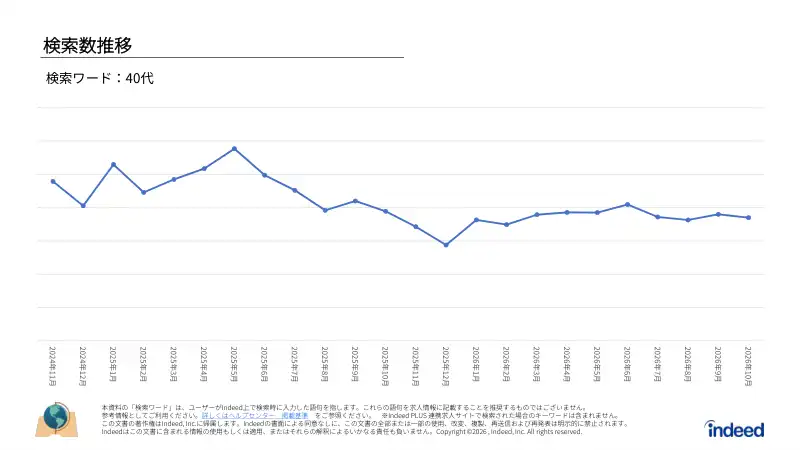 検索数推移
検索ワード：40代
2024年11月
2024年12月
2025年1月
2025年2月
2025年3月
2025年4月
2025年5月
2025年6月
2025年7月
2025年8月
2025年9月
2025年10月
2025年11月
2025年12月
2026年1月
2026年2月
2026年3月
2026年4月
2026年5月
2026年6月
2026年7月
2026年8月
2026年9月
2026年10月
本資料の「検索ワード」は、ユーザーがIndeed上で検索時に入力した語句を指します。これらの語句を求人情報に記載することを推奨するものではございません。
参考情報としてご利用ください。詳しくはヘルプセンター　掲載基準　をご参照ください。　※Indeed PLUS 連携求人サイトで検索された場合のキーワードは含まれません。
この文書の著作権はIndeed, Inc.に帰属します。Indeedの書面による同意なしに、この文書の全部または一部の使用、改変、複製、再送信および再発表は明示的に禁止されます。
Indeedはこの文書に含まれる情報の使用もしくは適用、またはそれらの解釈によるいかなる責任も負いません。Copyright ©2026 , Indeed, Inc. All rights reserved.
indeed